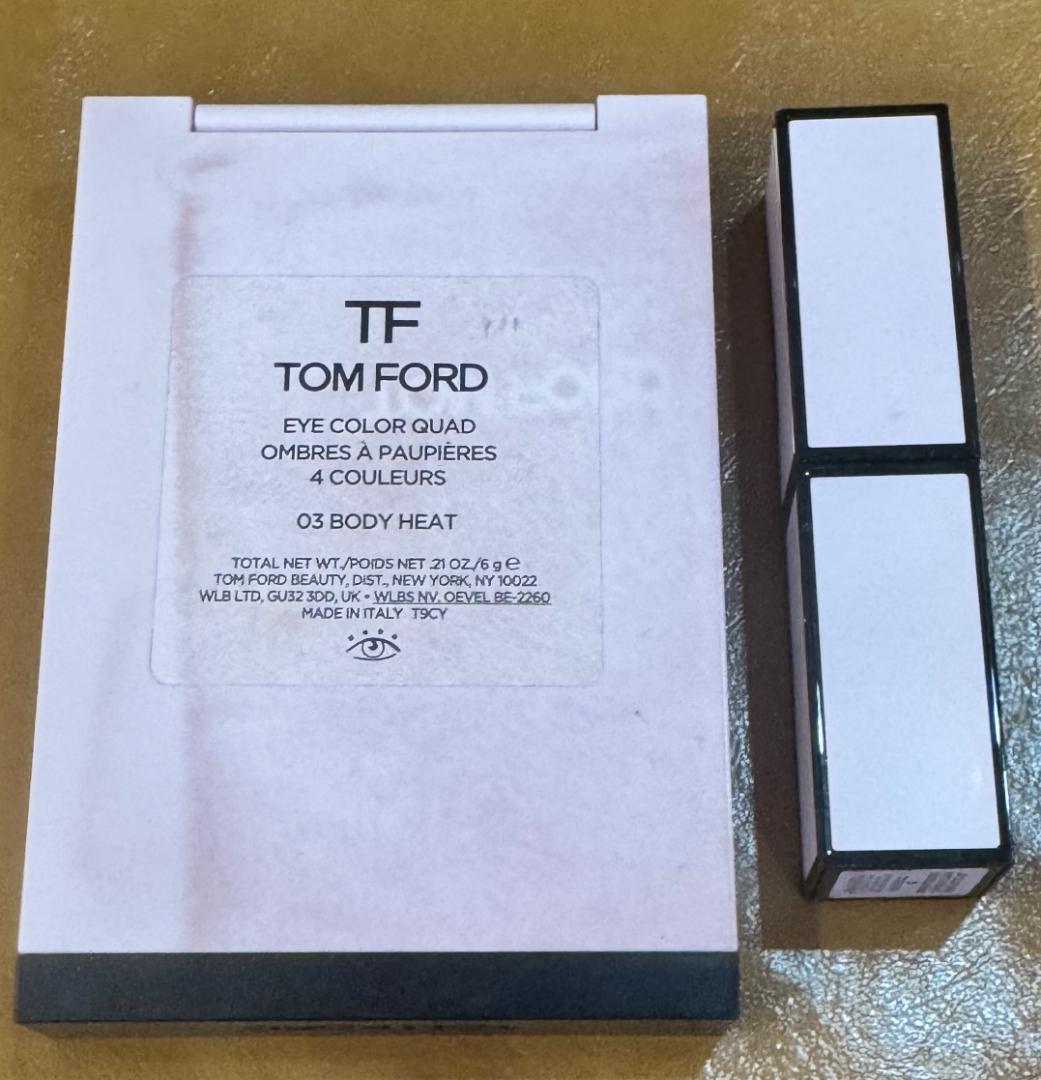 TF
TOM FORD
EYE COLOR QUAD
OMBRES À PAUPIÈRES
4 COULEURS
03 BODY HEAT
TOTAL NET WT./POIDS NET .21 OZ./6 g ℮
TOM FORD BEAUTY, DIST., NEW YORK, NY 10022
WLB LTD, GU32 3DD, UK • WLBS NV. OEVEL BE-2260
MADE IN ITALY T9CY